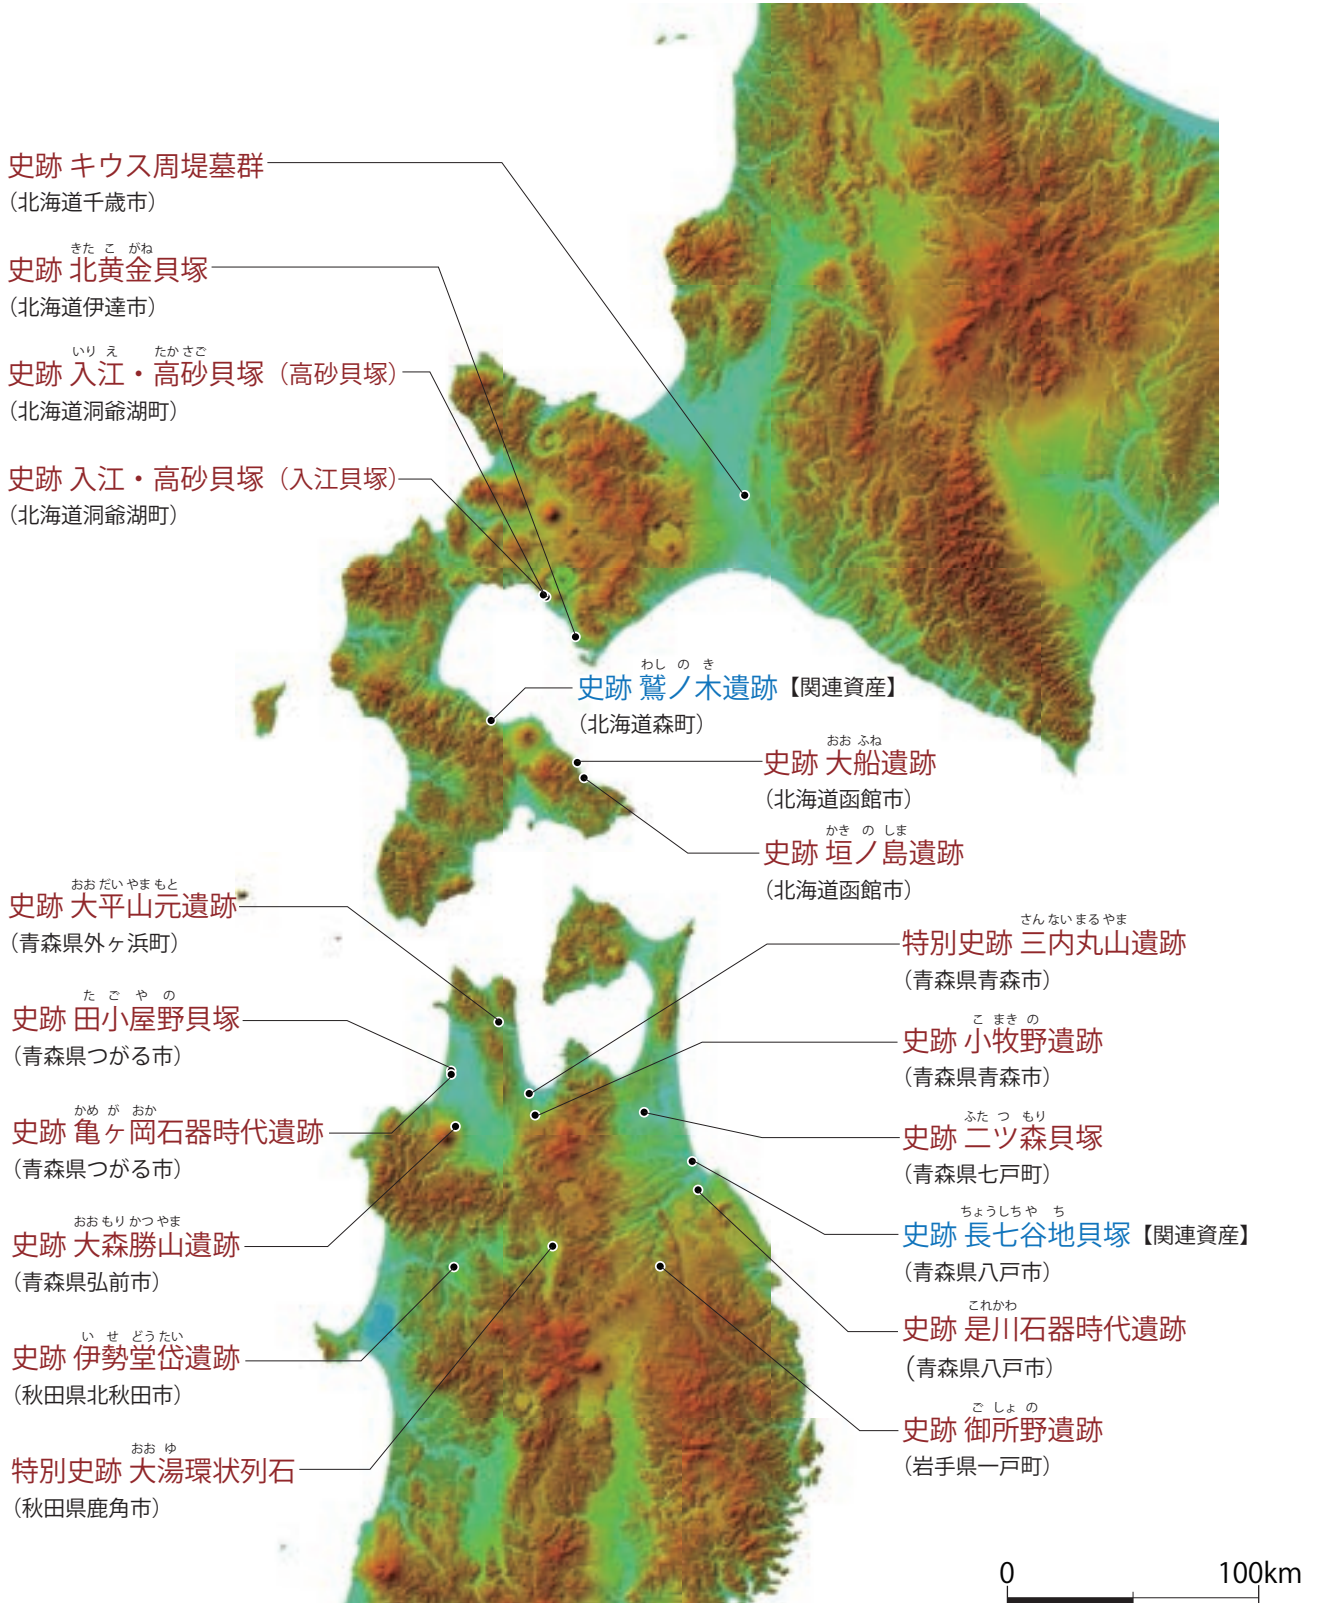 史跡 キウス周堤墓群
（北海道千歳市）
きた こ がね
史跡 北黄金貝塚
（北海道伊達市）
いり え たか さご
史跡 入江・高砂貝塚（高砂貝塚）
（北海道洞爺湖町）
史跡 入江・高砂貝塚（入江貝塚）
（北海道洞爺湖町）
わし の き
史跡 鷲ノ木遺跡【関連資産】
（北海道森町）
おお ふね
史跡 大船遺跡
（北海道函館市）
かき の しま
史跡 垣ノ島遺跡
（北海道函館市）
おお だい やま もと
史跡 大平山元遺跡
（青森県外ヶ浜町）
た ご や の
史跡 田小屋野貝塚
（青森県つがる市）
かめ が おか
史跡 亀ヶ岡石器時代遺跡
（青森県つがる市）
おお もり かつ やま
史跡 大森勝山遺跡
（青森県弘前市）
い せ どう たい
史跡 伊勢堂岱遺跡
（秋田県北秋田市）
おお ゆ
特別史跡 大湯環状列石
（秋田県鹿角市）
さん ない まる やま
特別史跡 三内丸山遺跡
（青森県青森市）
こ まき の
史跡 小牧野遺跡
（青森県青森市）
ふた つ もり
史跡 二ツ森貝塚
（青森県七戸町）
ちょう しち や ち
史跡 長七谷地貝塚【関連資産】
（青森県八戸市）
これ かわ
史跡 是川石器時代遺跡
（青森県八戸市）
ご しょ の
史跡 御所野遺跡
（岩手県一戸町）
0 100km